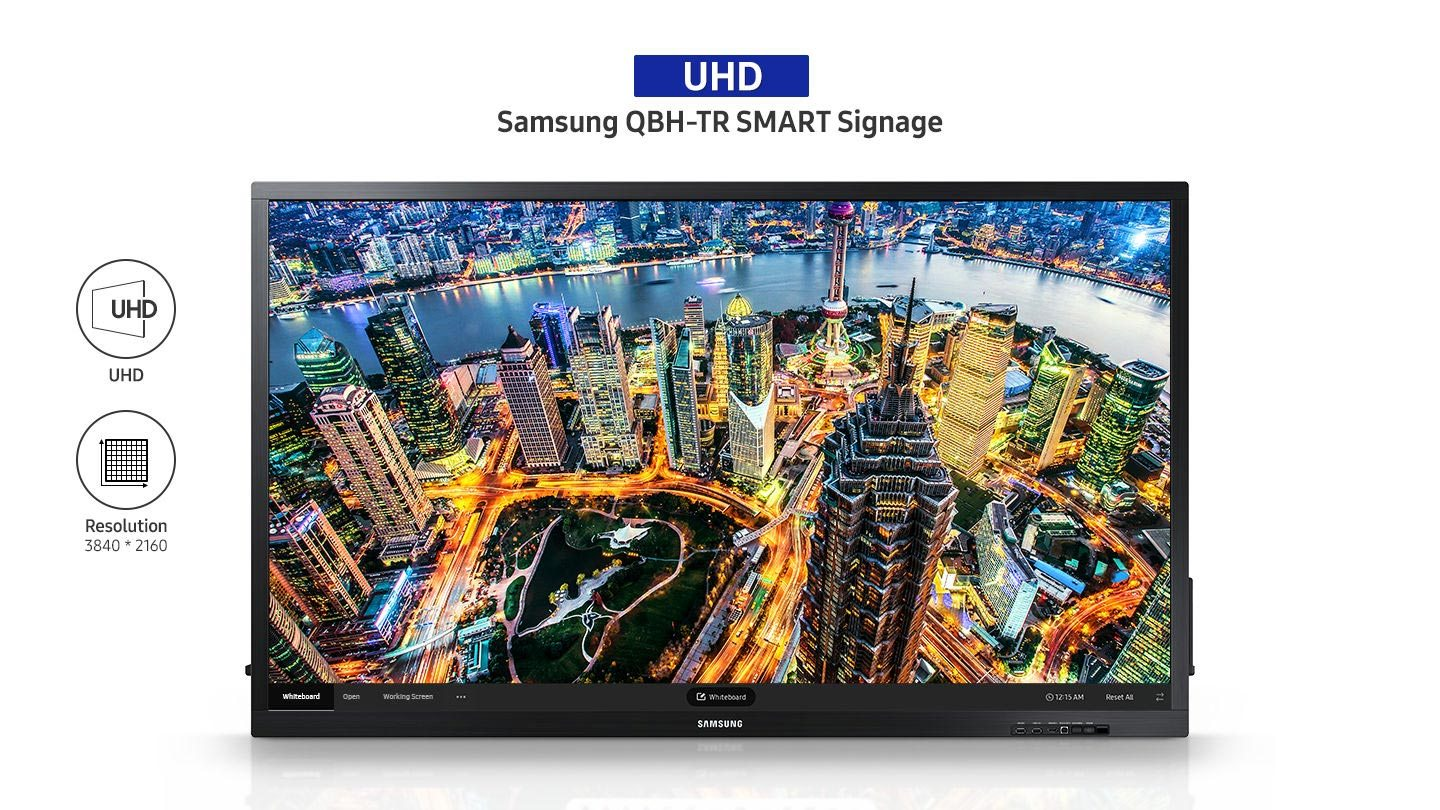 UHD
Samsung QBH-TR SMART Signage
UHD
UHD
Resolution
3840 * 2160
Whiteboard
Open
Working Screen
Whiteboard
12:15 AM
Reset All
SAMSUNG